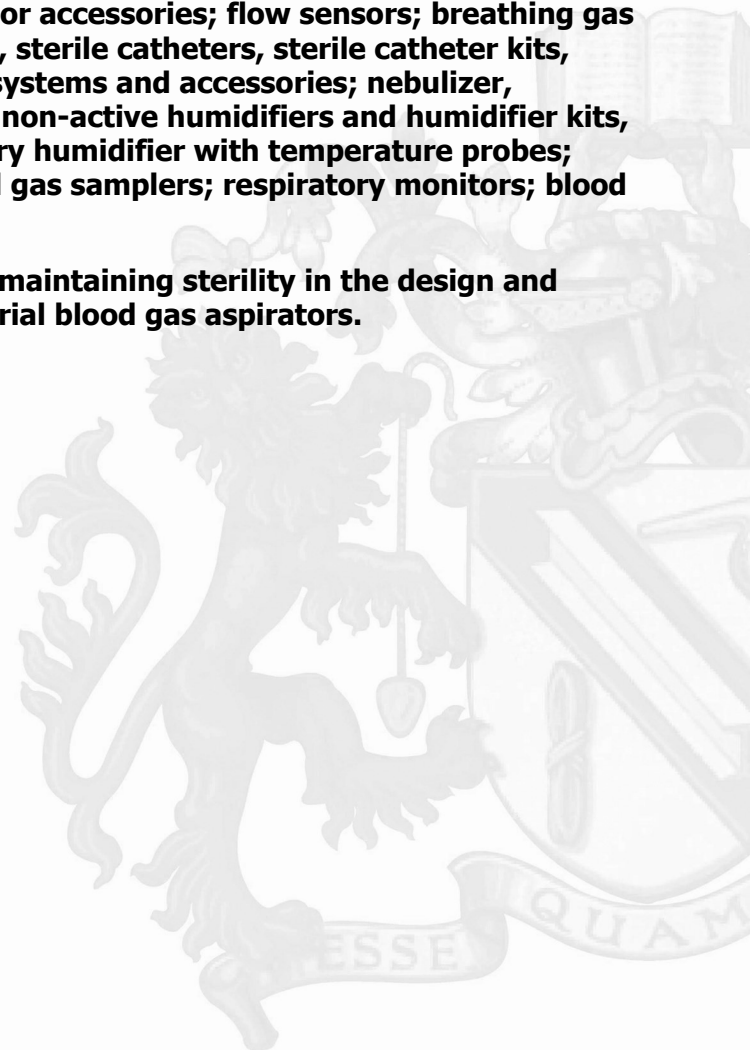 or accessories; flow sensors; breathing gas
, sterile catheters, sterile catheter kits,
systems and accessories; nebulizer,
non-active humidifiers and humidifier kits,
ry humidifier with temperature probes;
gas samplers; respiratory monitors; blood
maintaining sterility in the design and
rial blood gas aspirators.
ESSE QUAM